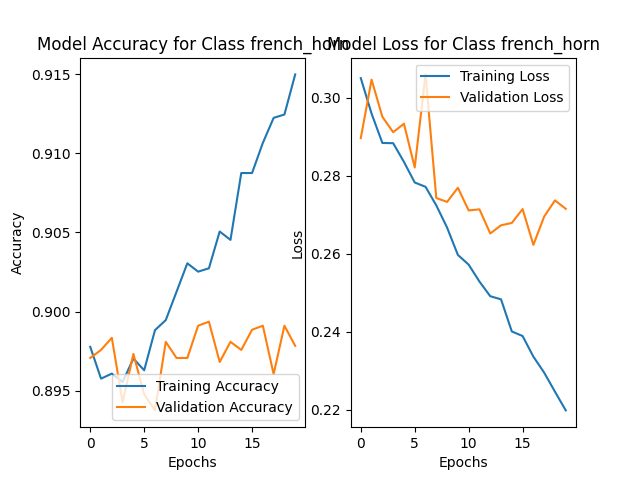 Model Accuracy for Class french_horn
Model Loss for Class french_horn
0.915
0.910
0.905
0.900
0.895
Accuracy
Training Accuracy
Validation Accuracy
0
5
10
15
Epochs
0.30
0.28
0.26
0.24
0.22
Loss
Training Loss
Validation Loss
0
5
10
15
Epochs